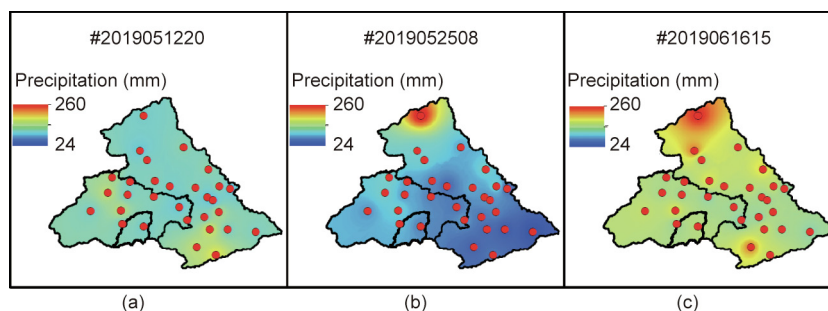 #2019051220
Precipitation (mm)
260
24
(a)
#2019052508
Precipitation (mm)
260
24
(b)
#2019061615
Precipitation (mm)
260
24
(c)